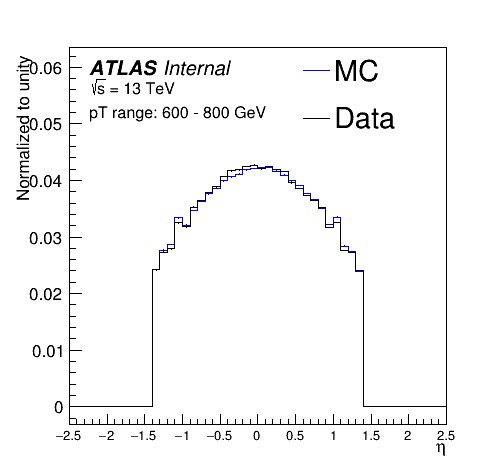 Normalized to unity
ATLAS Internal
√s = 13 TeV
pT range: 600 - 800 GeV
MC
Data
0.06
0.05
0.04
0.03
0.02
0.01
0
−2.5 −2 −1.5 −1 −0.5 0 0.5 1 1.5 2 2.5
η